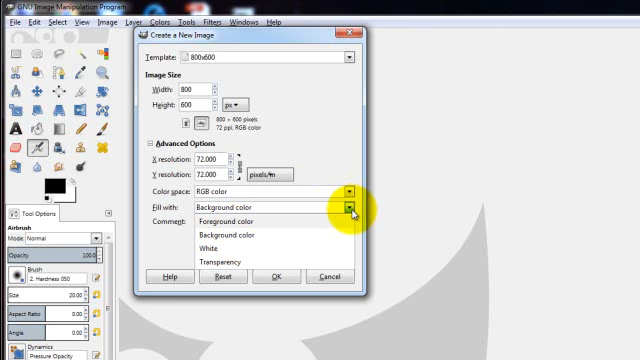 GNU Image Manipulation Program
File Edit Select View Image Layer Colors Tools Filters Windows Help
Create a New Image
Template: 800x600
Image Size
Width: 800
Height: 600 px
800 × 600 pixels
72 ppi, RGB color
Advanced Options
X resolution: 72.000
Y resolution: 72.000 pixels/in
Color space: RGB color
Fill with: Background color
Comment: Foreground color
Background color
White
Transparency
Help Reset OK Cancel
Tool Options
Airbrush
Mode: Normal
Opacity 100.0
Brush
2. Hardness 050
Size 20.00
Aspect Ratio 0.00
Angle 0.00
Dynamics
Pressure Opacity